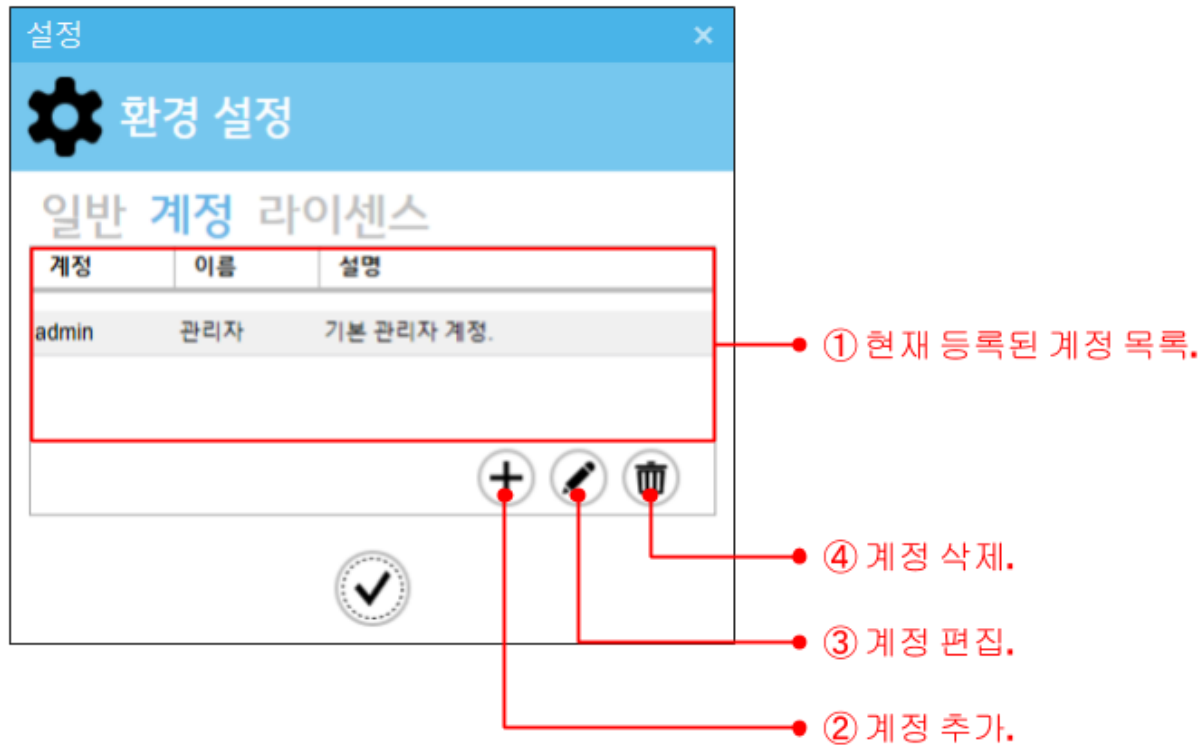 설정
환경 설정
일반 계정 라이센스
계정 이름 설명
admin 관리자 기본 관리자 계정.
① 현재 등록된 계정 목록.
④ 계정 삭제.
③ 계정 편집.
② 계정 추가.